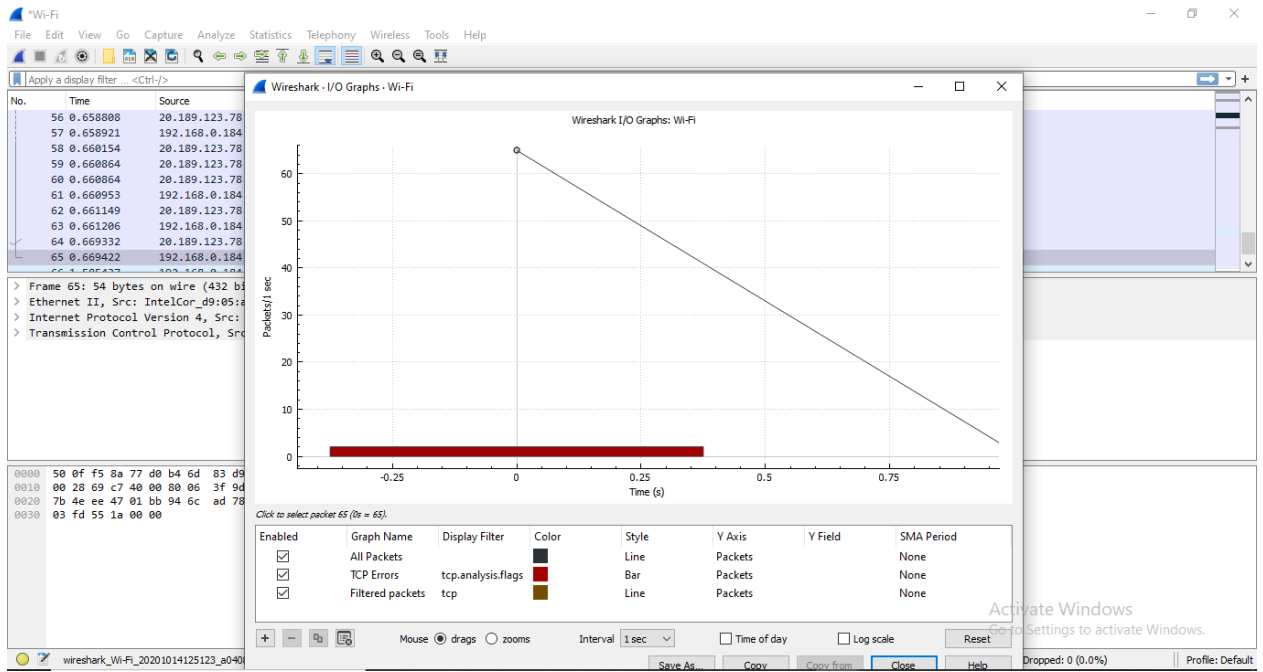 *Wi-Fi
File Edit View Go Capture Analyze Statistics Telephony Wireless Tools Help
Apply a display filter ... <Ctrl-/>
Wireshark · I/O Graphs · Wi-Fi
No. Time Source
56 0.658808 20.189.123.78
57 0.658921 192.168.0.184
58 0.660154 20.189.123.78
59 0.660864 20.189.123.78
60 0.660864 20.189.123.78
61 0.660953 192.168.0.184
62 0.661149 20.189.123.78
63 0.661206 192.168.0.184
64 0.669332 20.189.123.78
65 0.669422 192.168.0.184
Frame 65: 54 bytes on wire (432 bi
Ethernet II, Src: IntelCor_d9:05:
Internet Protocol Version 4, Src:
Transmission Control Protocol, Src
0000 50 0f f5 8a 77 d0 b4 6d 83 d9
0010 00 28 69 c7 40 00 80 06 3f 9d
0020 7b 4e ee 47 01 bb 94 6c ad 78
0030 03 fd 55 1a 00 00
Wireshark I/O Graphs: Wi-Fi
Packets/1 sec
60
50
40
30
20
10
0
-0.25 0 0.25 0.5 0.75
Time (s)
Click to select packet 65 (0s = 65).
Enabled Graph Name Display Filter Color Style Y Axis Y Field SMA Period
All Packets Line Packets None
TCP Errors tcp.analysis.flags Bar Packets None
Filtered packets tcp Line Packets None
Mouse drags zooms Interval 1 sec Time of day Log scale Reset
Save As... Copy Copy from Close Help
Activate Windows
Go to Settings to activate Windows.
wireshark_Wi-Fi_20201014125123_a040
Dropped: 0 (0.0%) Profile: Default